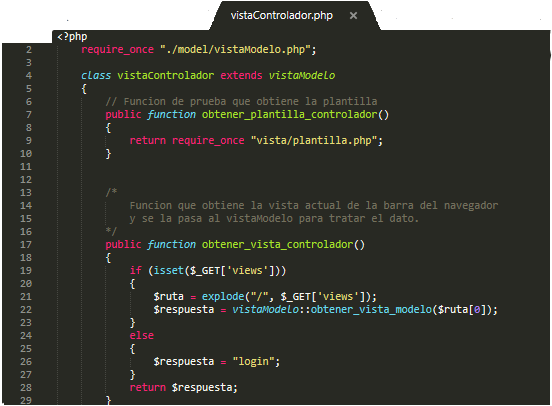 vistaControlador.php ×
<?php
2 require_once "./model/vistaModelo.php";
3
4 class vistaControlador extends vistaModelo
5 {
6 // Funcion de prueba que obtiene la plantilla
7 public function obtener_plantilla_controlador()
8 {
9 return require_once "vista/plantilla.php";
10 }
11
12
13 /*
14 Funcion que obtiene la vista actual de la barra del navegador
15 y se la pasa al vistaModelo para tratar el dato.
16 */
17 public function obtener_vista_controlador()
18 {
19 if (isset($_GET['views']))
20 {
21 $ruta = explode("/", $_GET['views']);
22 $respuesta = vistaModelo::obtener_vista_modelo($ruta[0]);
23 }
24 else
25 {
26 $respuesta = "login";
27 }
28 return $respuesta;
29 }